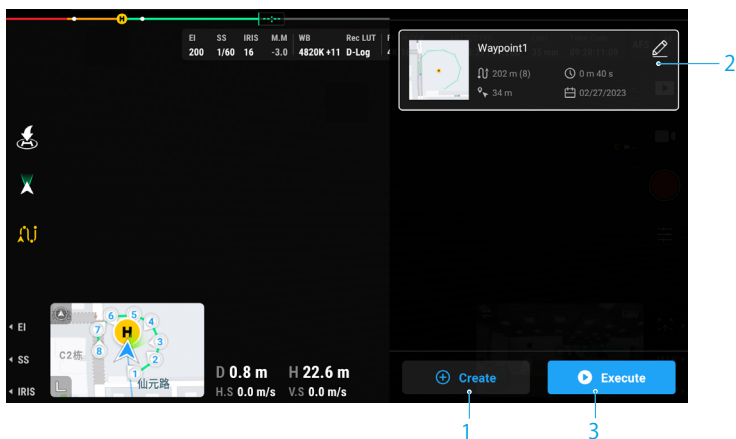 H
EI SS IRIS M.M WB Rec LUT
200 1/60 16 -3.0 4820K+11 D-Log
Waypoint1
202 m (8) 0 m 40 s
34 m 02/27/2023
2
EI
SS
IRIS
6 5 4
7 H 3
C2栋 8 2
1
仙元路
L
D 0.8 m H 22.6 m
H.S 0.0 m/s V.S 0.0 m/s
Create Execute
1 3